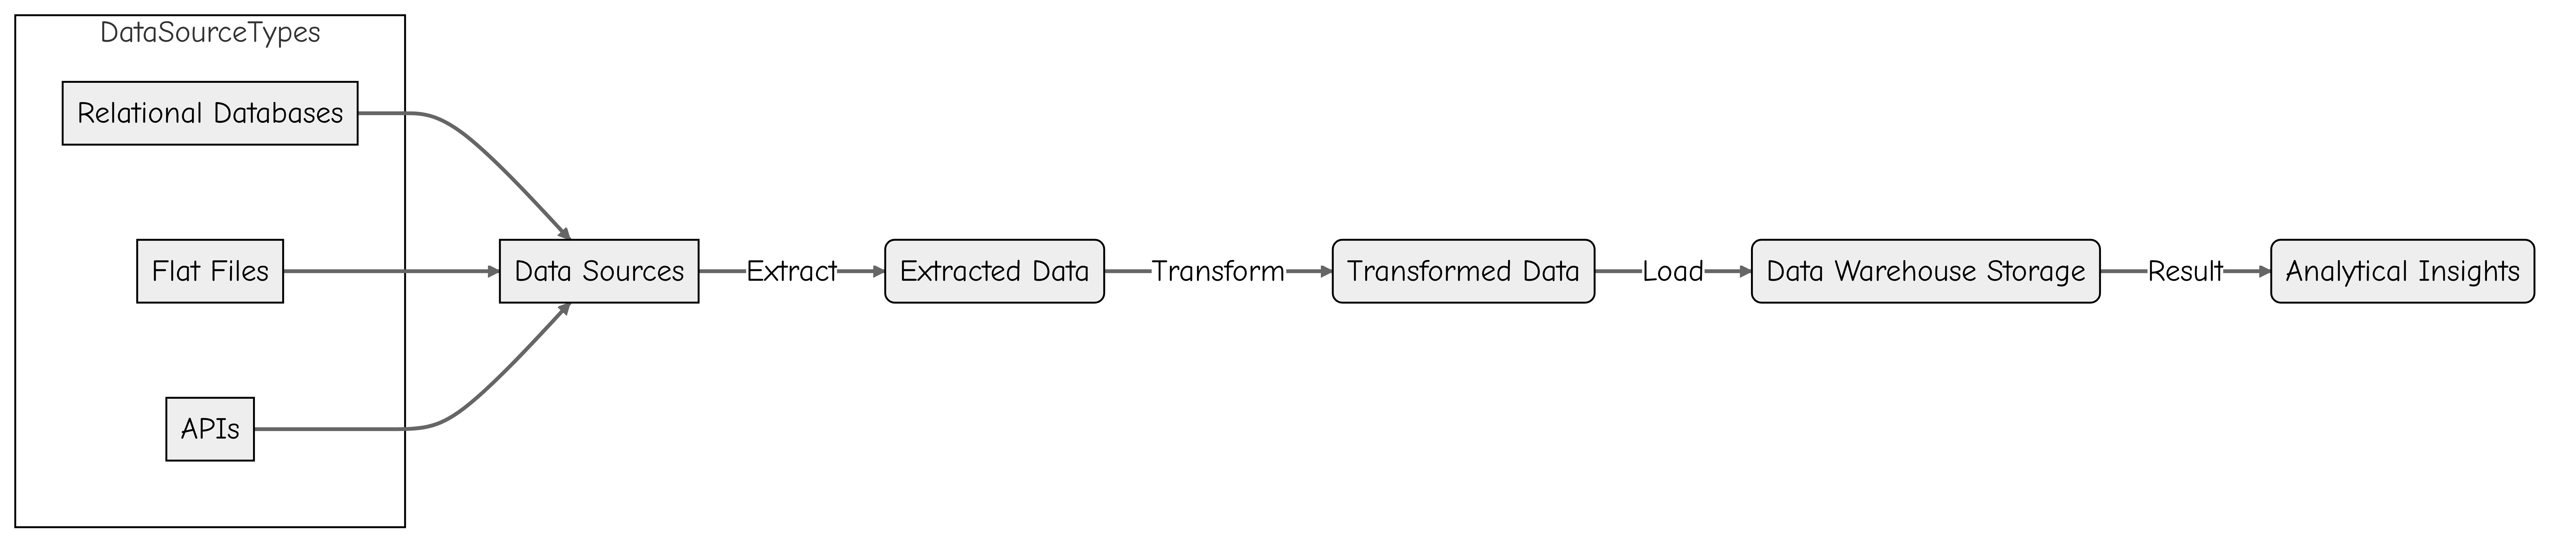 DataSourceTypes
Relational Databases
Flat Files
APIs
Data Sources
Extract
Extracted Data
Transform
Transformed Data
Load
Data Warehouse Storage
Result
Analytical Insights